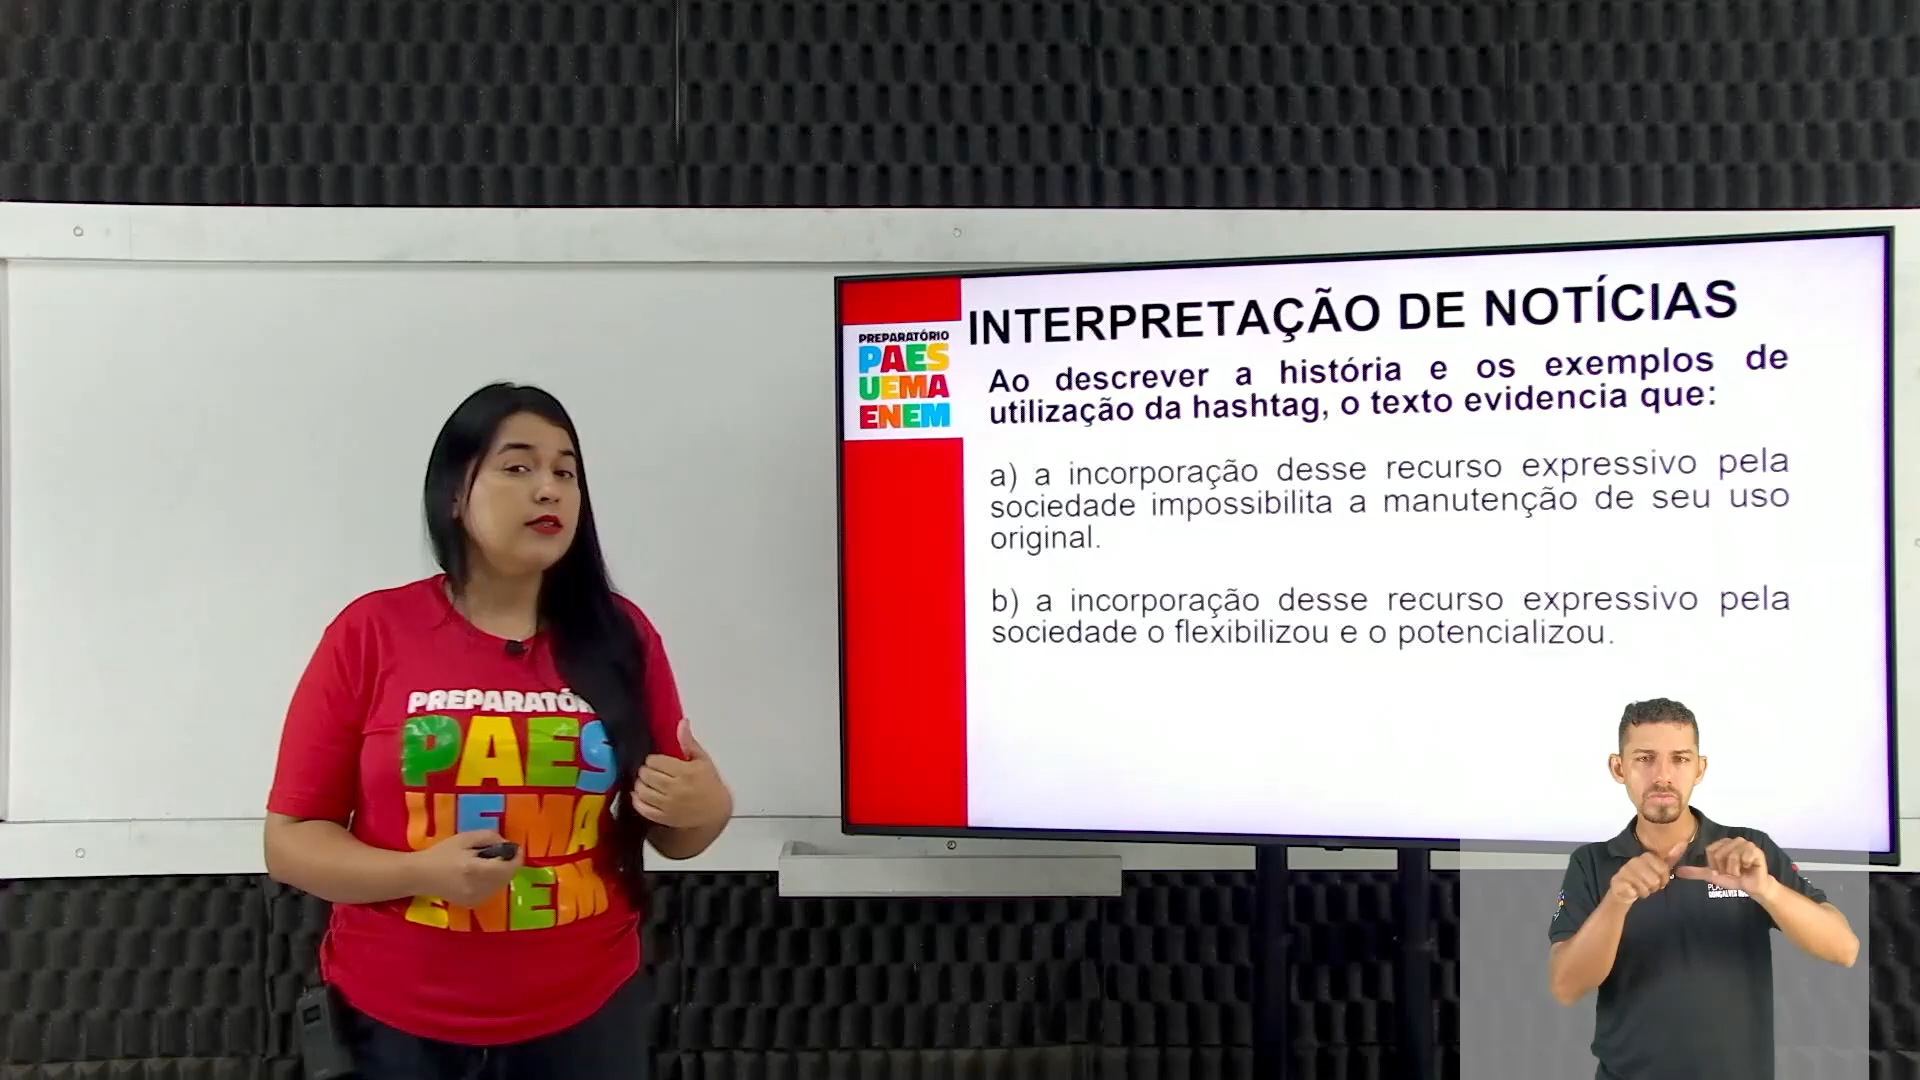 INTERPRETAÇÃO DE NOTÍCIAS
PREPARATÓRIO
PAES
UEMA
ENEM
Ao descrever a história e os exemplos de
utilização da hashtag, o texto evidencia que:
a) a incorporação desse recurso expressivo pela
sociedade impossibilita a manutenção de seu uso
original.
b) a incorporação desse recurso expressivo pela
sociedade o flexibilizou e o potencializou.
PAES
UEMA
ENEM